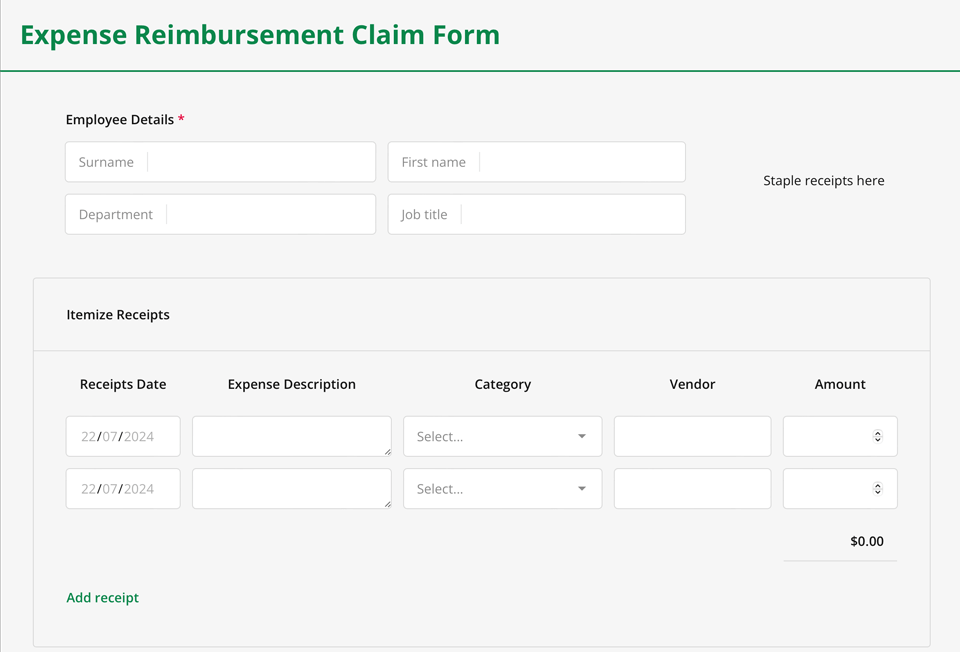 Expense Reimbursement Claim Form
Employee Details *
Surname First name
Staple receipts here
Department Job title
Itemize Receipts
Receipts Date Expense Description Category Vendor Amount
22/07/2024 Select...
22/07/2024 Select...
$0.00
Add receipt